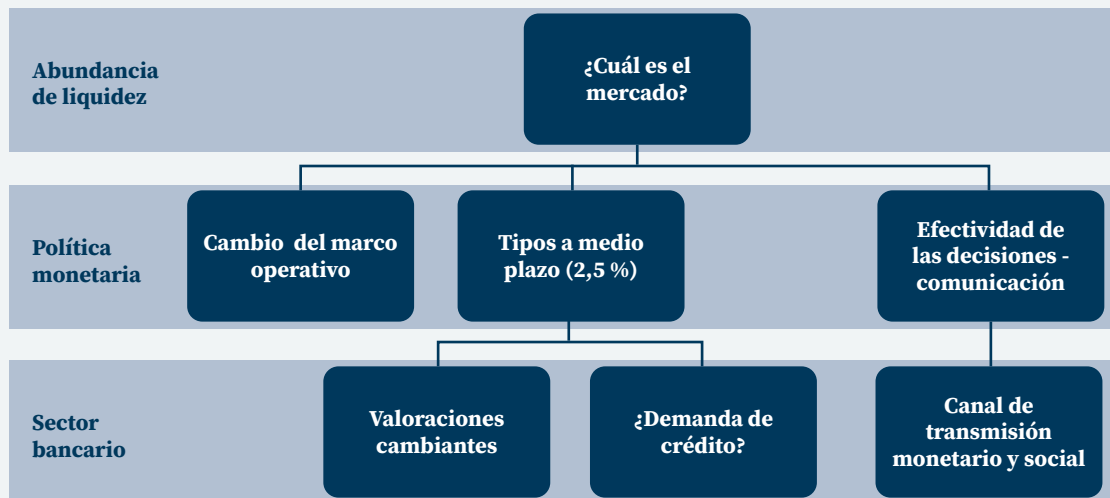 Abundancia
de liquidez
¿Cuál es el
mercado?
Política
monetaria
Cambio del marco
operativo
Tipos a medio
plazo (2,5 %)
Efectividad de
las decisiones -
comunicación
Sector
bancario
Valoraciones
cambiantes
¿Demanda de
crédito?
Canal de
transmisión
monetario y social